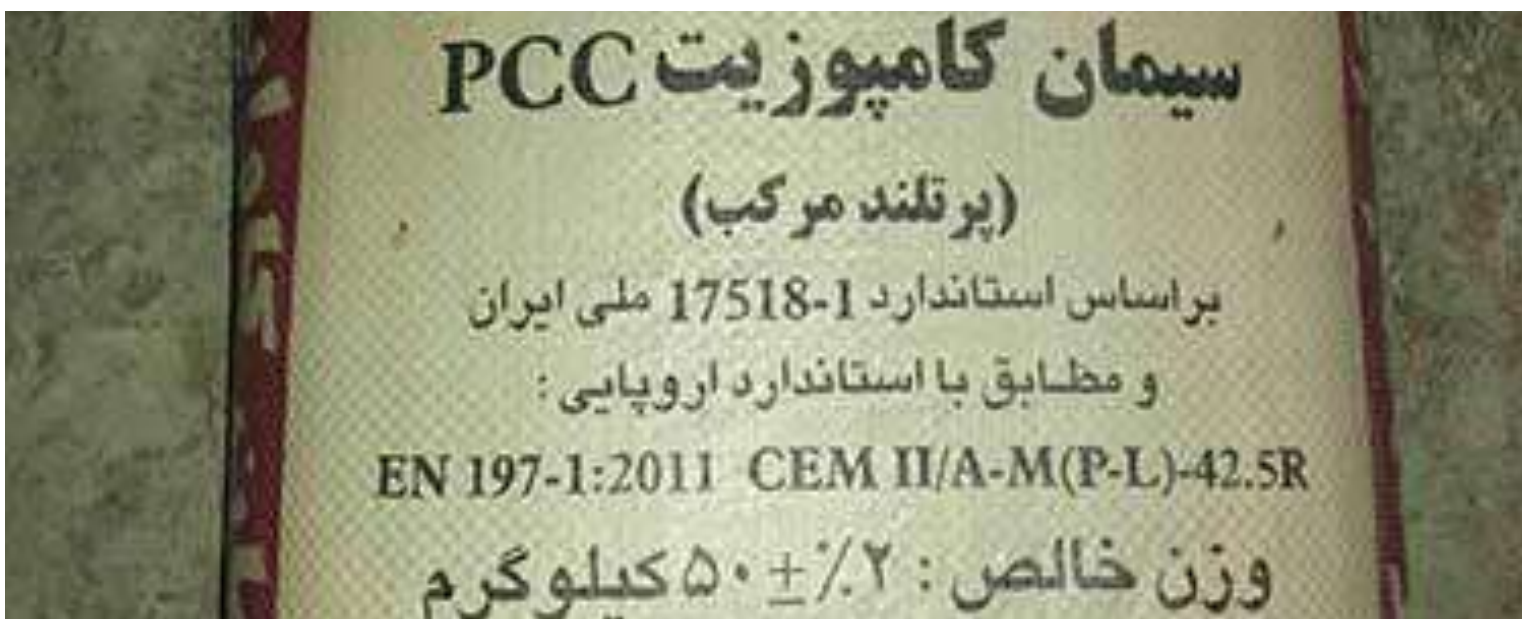 سیمان کامپوزیت PCC
(پرتلند مرکب)
براساس استاندارد 1-17518 ملی ایران
و مطابق با استاندارد اروپایی :
EN 197-1:2011 CEM II/A-M(P-L)-42.5R
وزن خالص : ۲٪ ± ۵۰ کیلوگرم